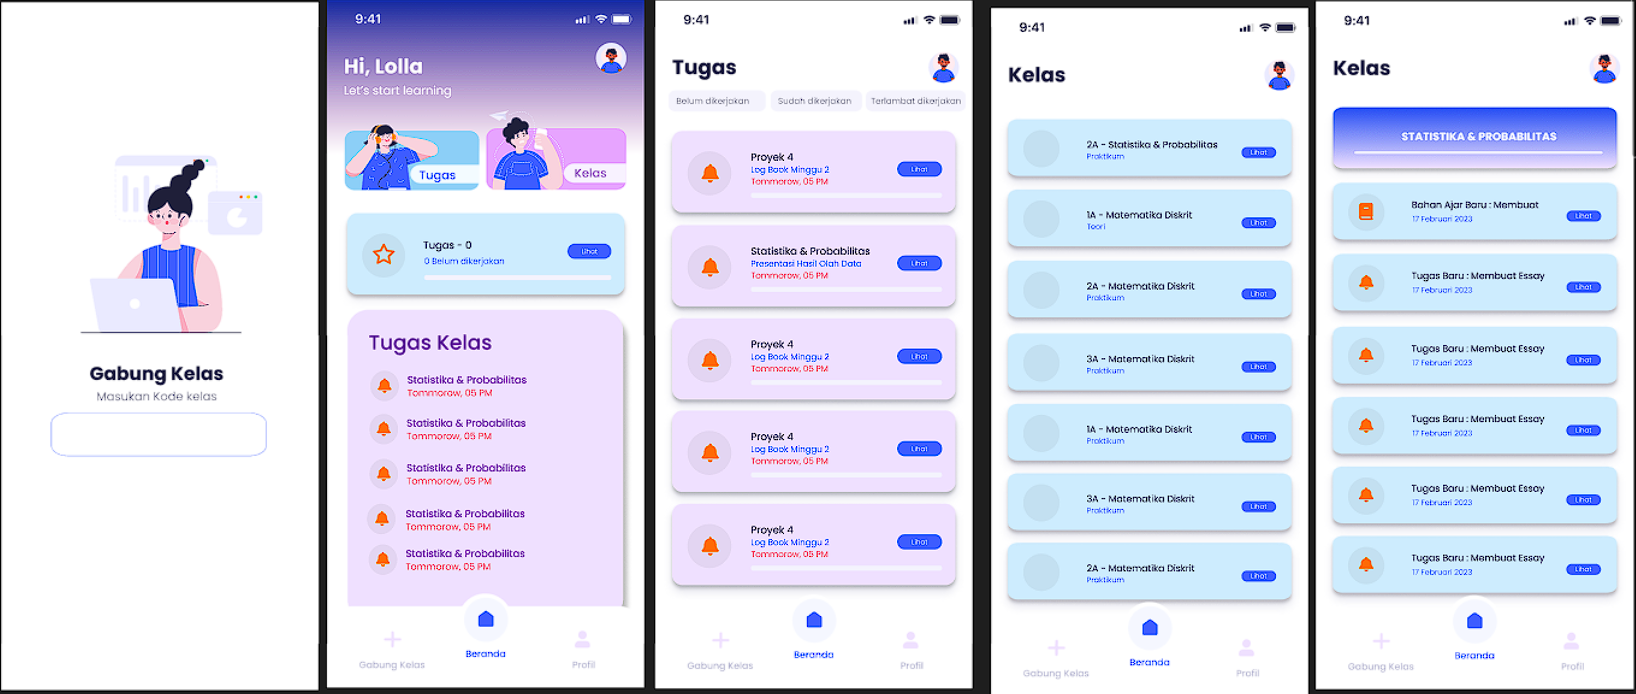 Gabung Kelas
Masukan Kode kelas
9:41
Hi, Lolla
Let's start learning
Tugas
Kelas
Tugas - 0
0 Belum dikerjakan
Lihat
Tugas Kelas
Statistika & Probabilitas
Tommorow, 05 PM
Statistika & Probabilitas
Tommorow, 05 PM
Statistika & Probabilitas
Tommorow, 05 PM
Statistika & Probabilitas
Tommorow, 05 PM
Statistika & Probabilitas
Tommorow, 05 PM
Gabung Kelas
Beranda
Profil
9:41
Tugas
Belum dikerjakan
Sudah dikerjakan
Terlambat dikerjakan
Proyek 4
Log Book Minggu 2
Tommorow, 05 PM
Lihat
Statistika & Probabilitas
Presentasi Hasil Olah Data
Tommorow, 05 PM
Lihat
Proyek 4
Log Book Minggu 2
Tommorow, 05 PM
Lihat
Proyek 4
Log Book Minggu 2
Tommorow, 05 PM
Lihat
Proyek 4
Log Book Minggu 2
Tommorow, 05 PM
Lihat
Gabung Kelas
Beranda
Profil
9:41
Kelas
2A - Statistika & Probabilitas
Praktikum
Lihat
1A - Matematika Diskrit
Teori
Lihat
2A - Matematika Diskrit
Praktikum
Lihat
3A - Matematika Diskrit
Praktikum
Lihat
1A - Matematika Diskrit
Praktikum
Lihat
3A - Matematika Diskrit
Praktikum
Lihat
2A - Matematika Diskrit
Praktikum
Lihat
Gabung Kelas
Beranda
Profil
9:41
Kelas
STATISTIKA & PROBABILITAS
Bahan Ajar Baru : Membuat
17 Februari 2023
Lihat
Tugas Baru : Membuat Essay
17 Februari 2023
Lihat
Tugas Baru : Membuat Essay
17 Februari 2023
Lihat
Tugas Baru : Membuat Essay
17 Februari 2023
Lihat
Tugas Baru : Membuat Essay
17 Februari 2023
Lihat
Tugas Baru : Membuat Essay
17 Februari 2023
Lihat
Gabung Kelas
Beranda
Profil